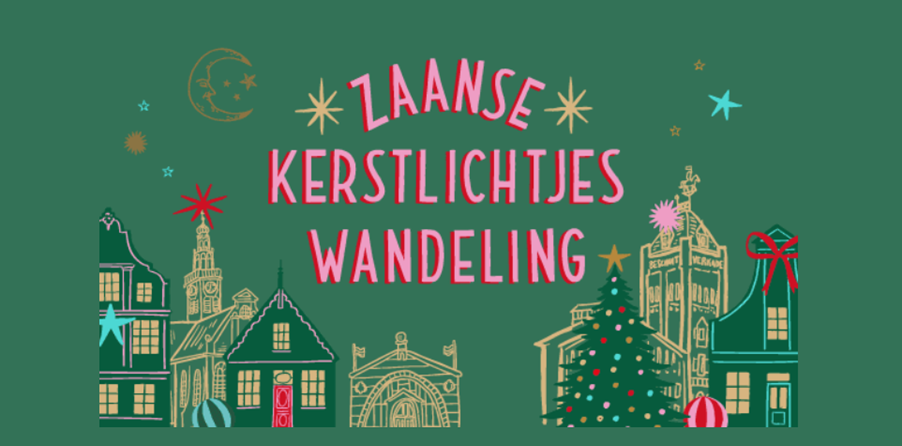 ZAANSE
KERSTLICHTJES
WANDELING